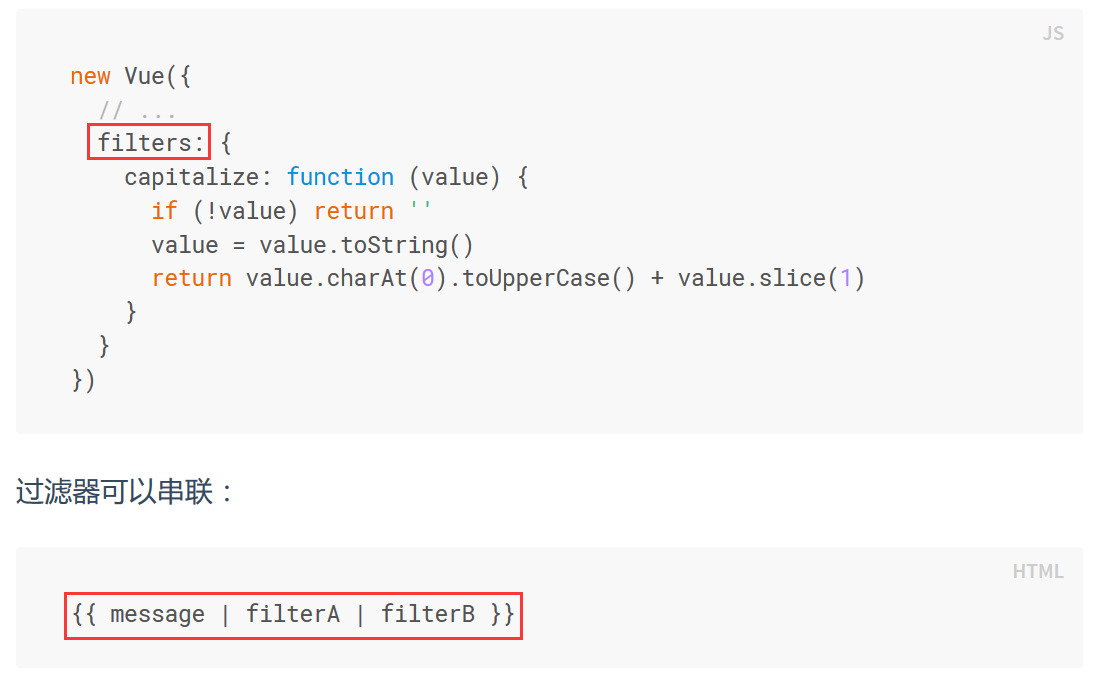 JS
new Vue({
  // ...
  filters: {
    capitalize: function (value) {
      if (!value) return ''
      value = value.toString()
      return value.charAt(0).toUpperCase() + value.slice(1)
    }
  }
})
过滤器可以串联：
HTML
{{ message | filterA | filterB }}